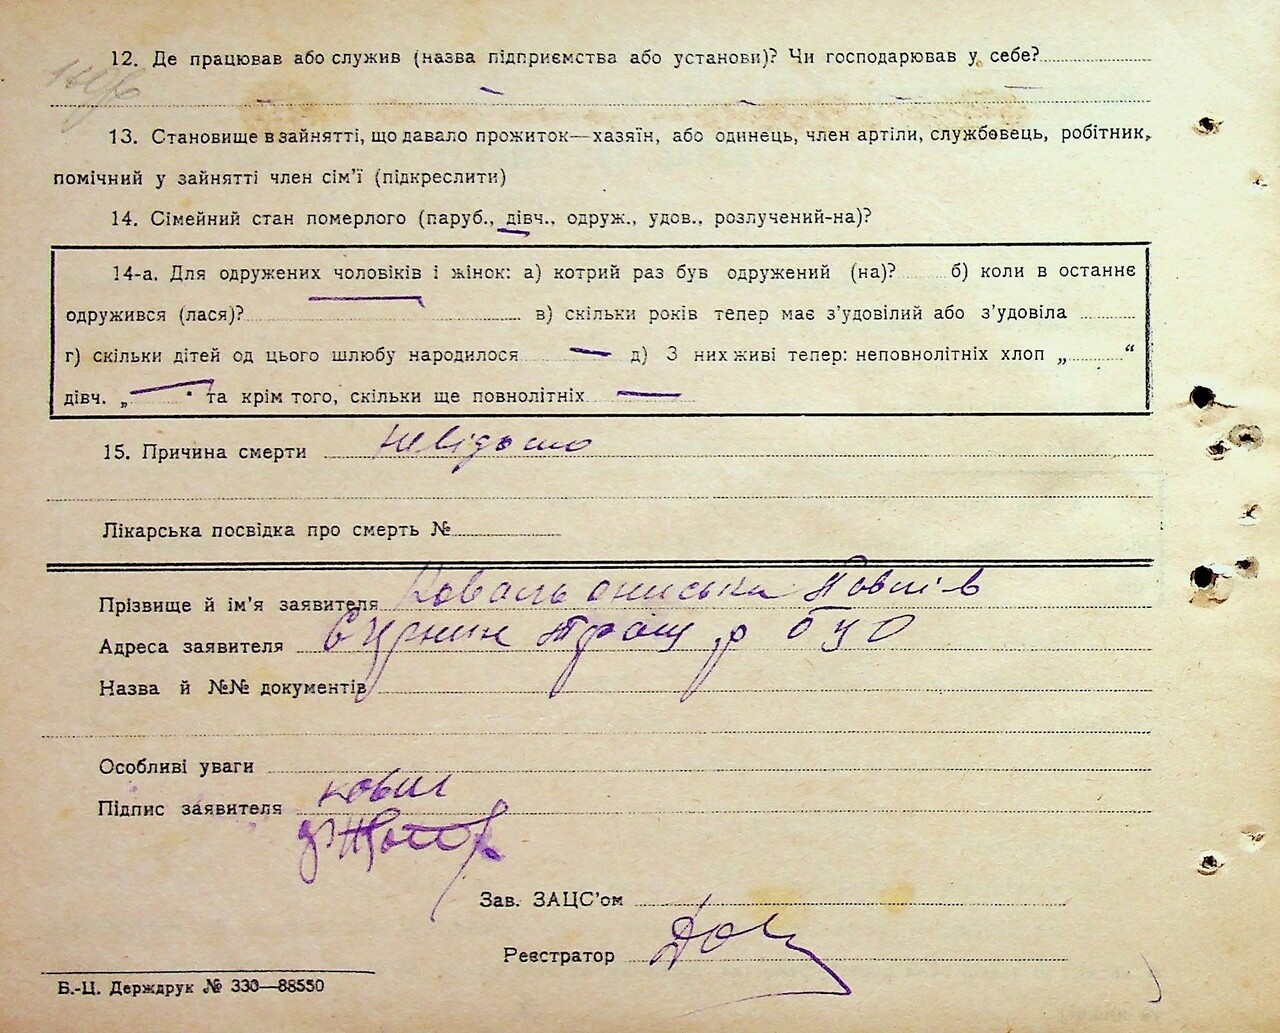 12. Де працював або служив (назва підприємства або установи)? Чи господарював у себе?
13. Становище в зайнятті, що давало прожиток—хазяїн, або одинець, член артіли, службовець, робітник,
помічний у зайнятті член сім'ї (підкреслити)
14. Сімейний стан померлого (паруб., дівч., одруж., удов., розлучений-на)?
14-а. Для одружених чоловіків і жінок: а) котрий раз був одружений (на)? б) коли в останнє
одружився (лася)? в) скільки років тепер має з'удовілий або з'удовіла
г) скільки дітей од цього шлюбу народилося — д) З них живі тепер: неповнолітніх хлоп „ “
дівч. „ — “ та крім того, скільки ще повнолітніх —
15. Причина смерти невідомо
Лікарська посвідка про смерть №
Прізвище й ім'я заявителя Коваль Ониська Павлів
Адреса заявителя
Назва й №№ документів
Особливі уваги
Підпис заявителя
Зав. ЗАЦС'ом
Реєстратор
Б.-Ц. Держдрук № 330—88550